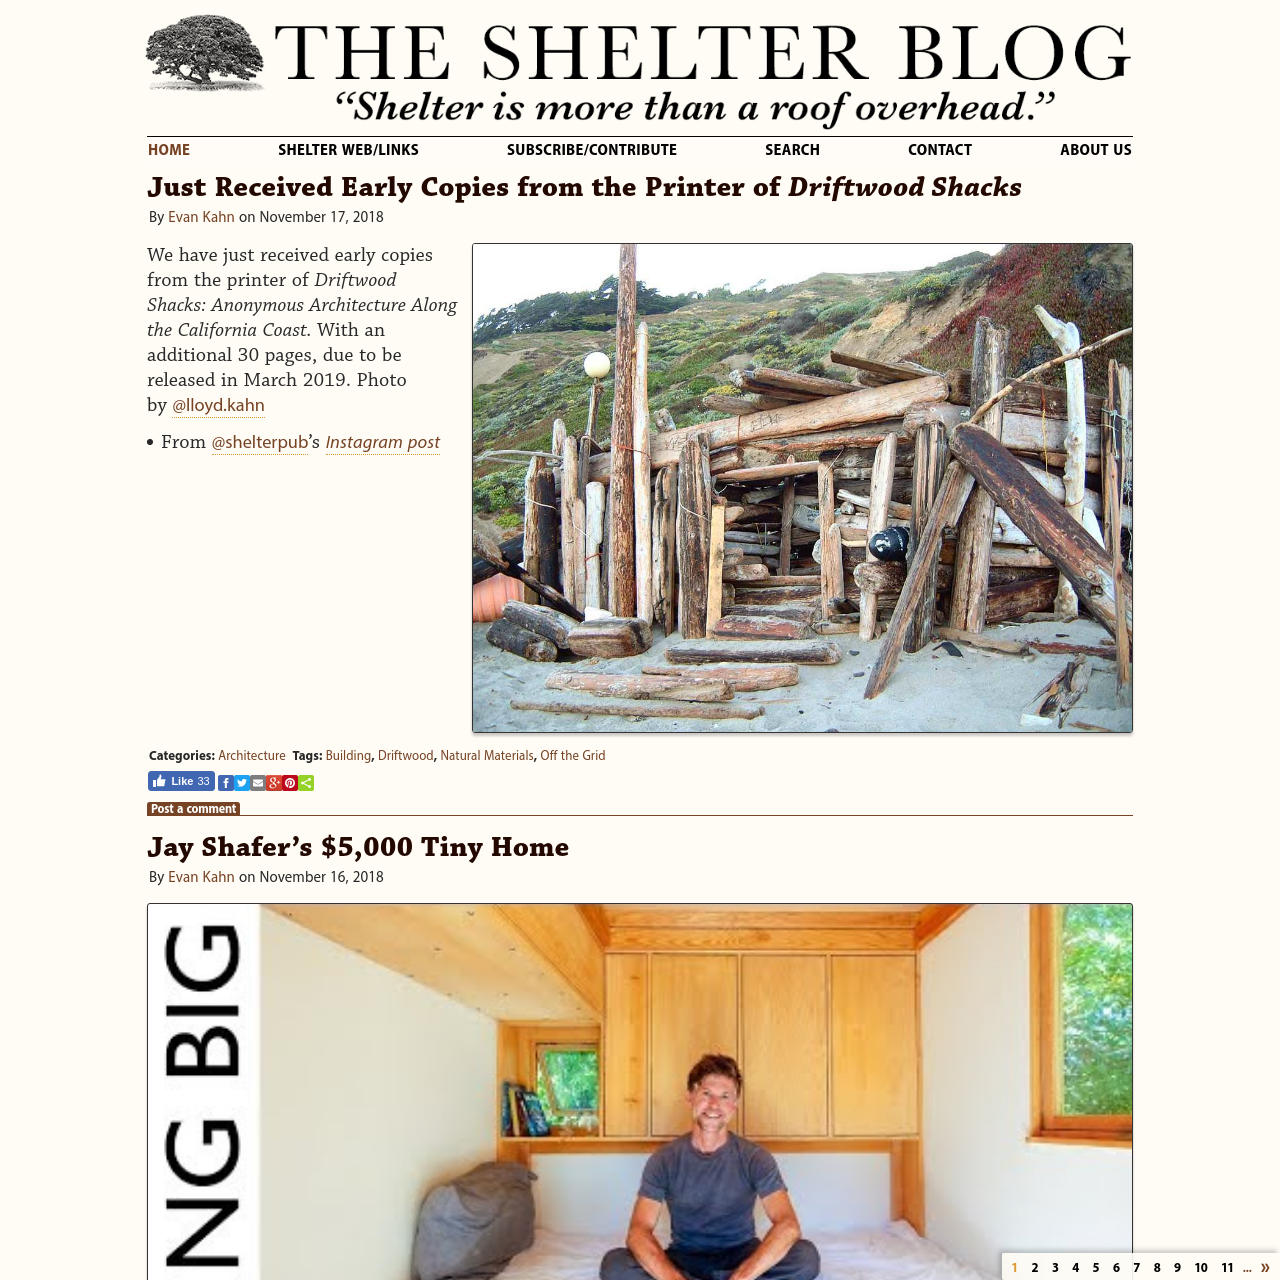 THE SHELTER BLOG
“Shelter is more than a roof overhead.”
HOME SHELTER WEB/LINKS SUBSCRIBE/CONTRIBUTE SEARCH CONTACT ABOUT US
Just Received Early Copies from the Printer of Driftwood Shacks
By Evan Kahn on November 17, 2018
We have just received early copies
from the printer of Driftwood
Shacks: Anonymous Architecture Along
the California Coast. With an
additional 30 pages, due to be
released in March 2019. Photo
by @lloyd.kahn
• From @shelterpub’s Instagram post
Categories: Architecture Tags: Building, Driftwood, Natural Materials, Off the Grid
Like 33
Post a comment
Jay Shafer’s $5,000 Tiny Home
By Evan Kahn on November 16, 2018
NG BIG
1 2 3 4 5 6 7 8 9 10 11 ... »